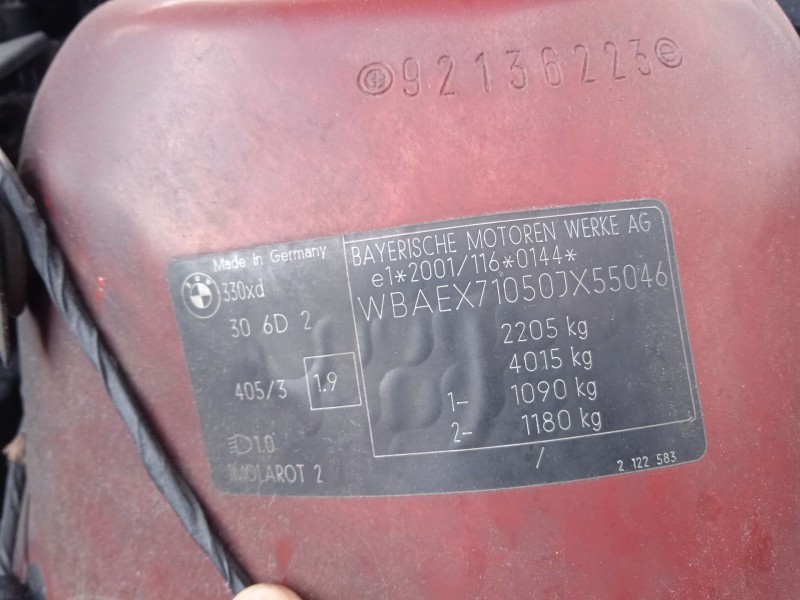 92136223
Made in Germany
330xd
30 6D 2
405/3 1.9
1.0
IMOLAROT 2
BAYERISCHE MOTOREN WERKE AG
e1*2001/116*0144*
WBAEX71050JX55046
2205 kg
4015 kg
1- 1090 kg
2- 1180 kg
/
2 122 583